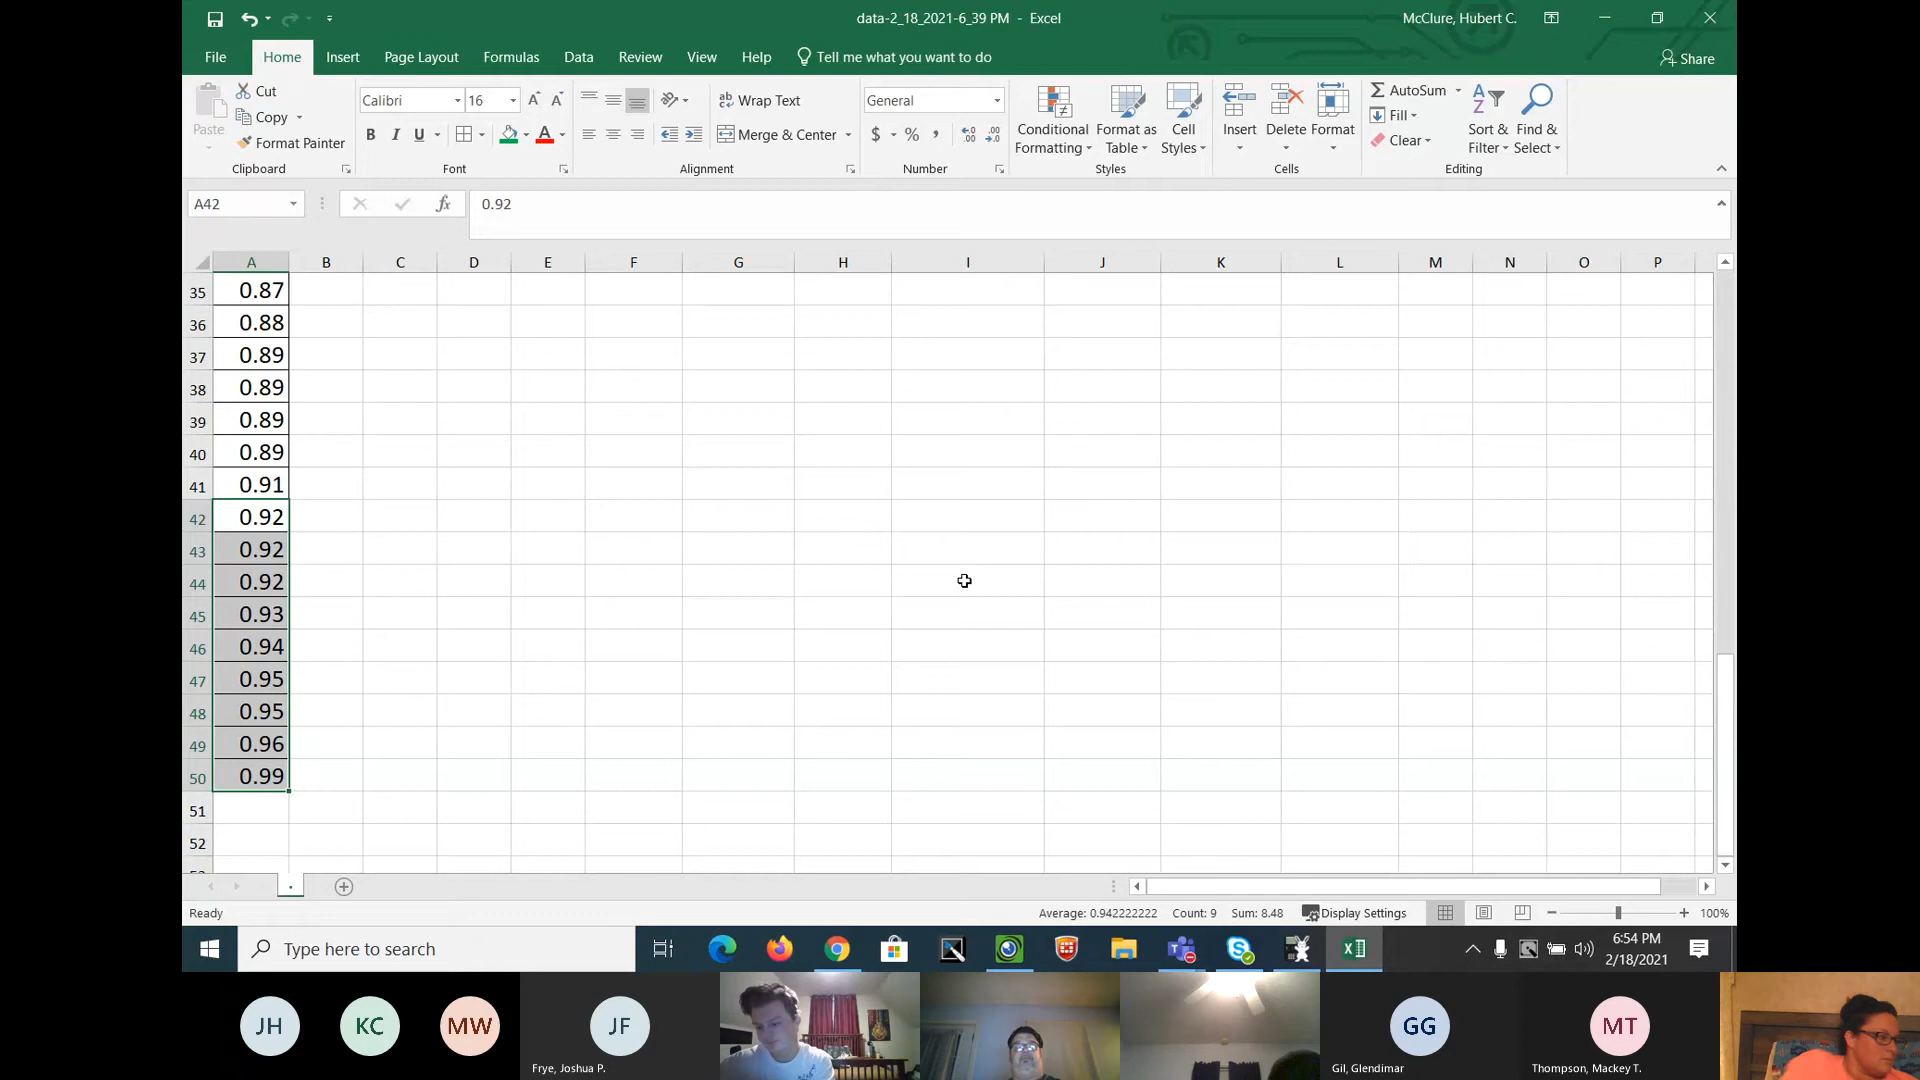 data-2_18_2021-6_39 PM - Excel
McClure, Hubert C.
File Home Insert Page Layout Formulas Data Review View Help Tell me what you want to do
Share
Paste
Cut
Copy
Format Painter
Clipboard
Calibri 16
B I U
Font
Wrap Text
Merge & Center
Alignment
General
$ % ,
Number
Conditional Formatting
Format as Table
Cell Styles
Styles
Insert Delete Format
Cells
AutoSum
Fill
Clear
Sort & Filter
Find & Select
Editing
A42 fx 0.92
A B C D E F G H I J K L M N O P
35 0.87
36 0.88
37 0.89
38 0.89
39 0.89
40 0.89
41 0.91
42 0.92
43 0.92
44 0.92
45 0.93
46 0.94
47 0.95
48 0.95
49 0.96
50 0.99
51
52
.
Ready
Average: 0.942222222 Count: 9 Sum: 8.48 Display Settings 100%
Type here to search
6:54 PM
2/18/2021
JH KC MW JF GG MT
Frye, Joshua P.
Gil, Glendimar
Thompson, Mackey T.